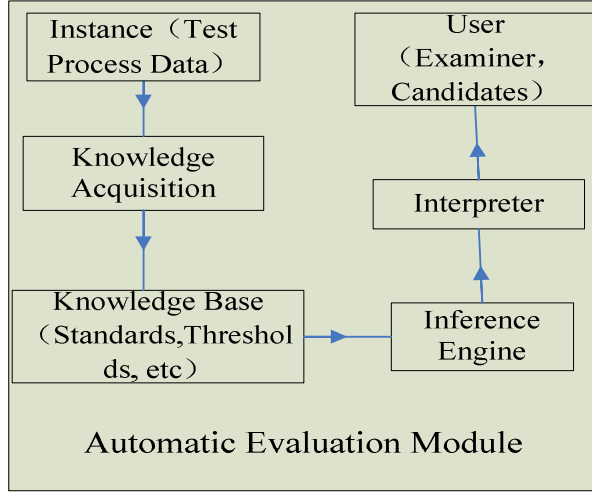 Instance（Test
Process Data）
Knowledge
Acquisition
Knowledge Base
（Standards,Threshol
ds, etc）
User
（Examiner，
Candidates）
Interpreter
Inference
Engine
Automatic Evaluation Module